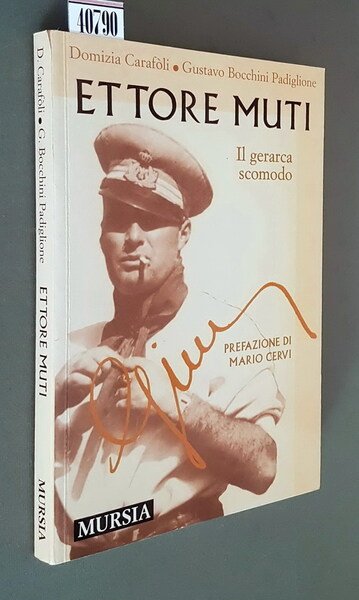 40790
Domizia Carafòli • Gustavo Bocchini Padiglione
ETTORE MUTI
Il gerarca
scomodo
PREFAZIONE DI
MARIO CERVI
MURSIA
D. Carafòli • G. Bocchini Padiglione
ETTORE MUTI
MURSIA